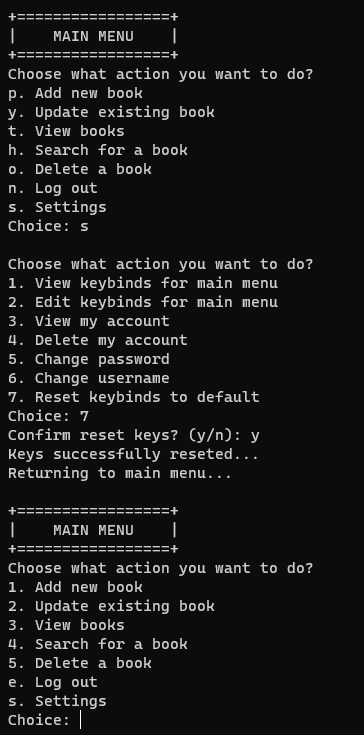 +=================+
|    MAIN MENU    |
+=================+
Choose what action you want to do?
p. Add new book
y. Update existing book
t. View books
h. Search for a book
o. Delete a book
n. Log out
s. Settings
Choice: s

Choose what action you want to do?
1. View keybinds for main menu
2. Edit keybinds for main menu
3. View my account
4. Delete my account
5. Change password
6. Change username
7. Reset keybinds to default
Choice: 7
Confirm reset keys? (y/n): y
Keys successfully reseted...
Returning to main menu...

+=================+
|    MAIN MENU    |
+=================+
Choose what action you want to do?
1. Add new book
2. Update existing book
3. View books
4. Search for a book
5. Delete a book
e. Log out
s. Settings
Choice: